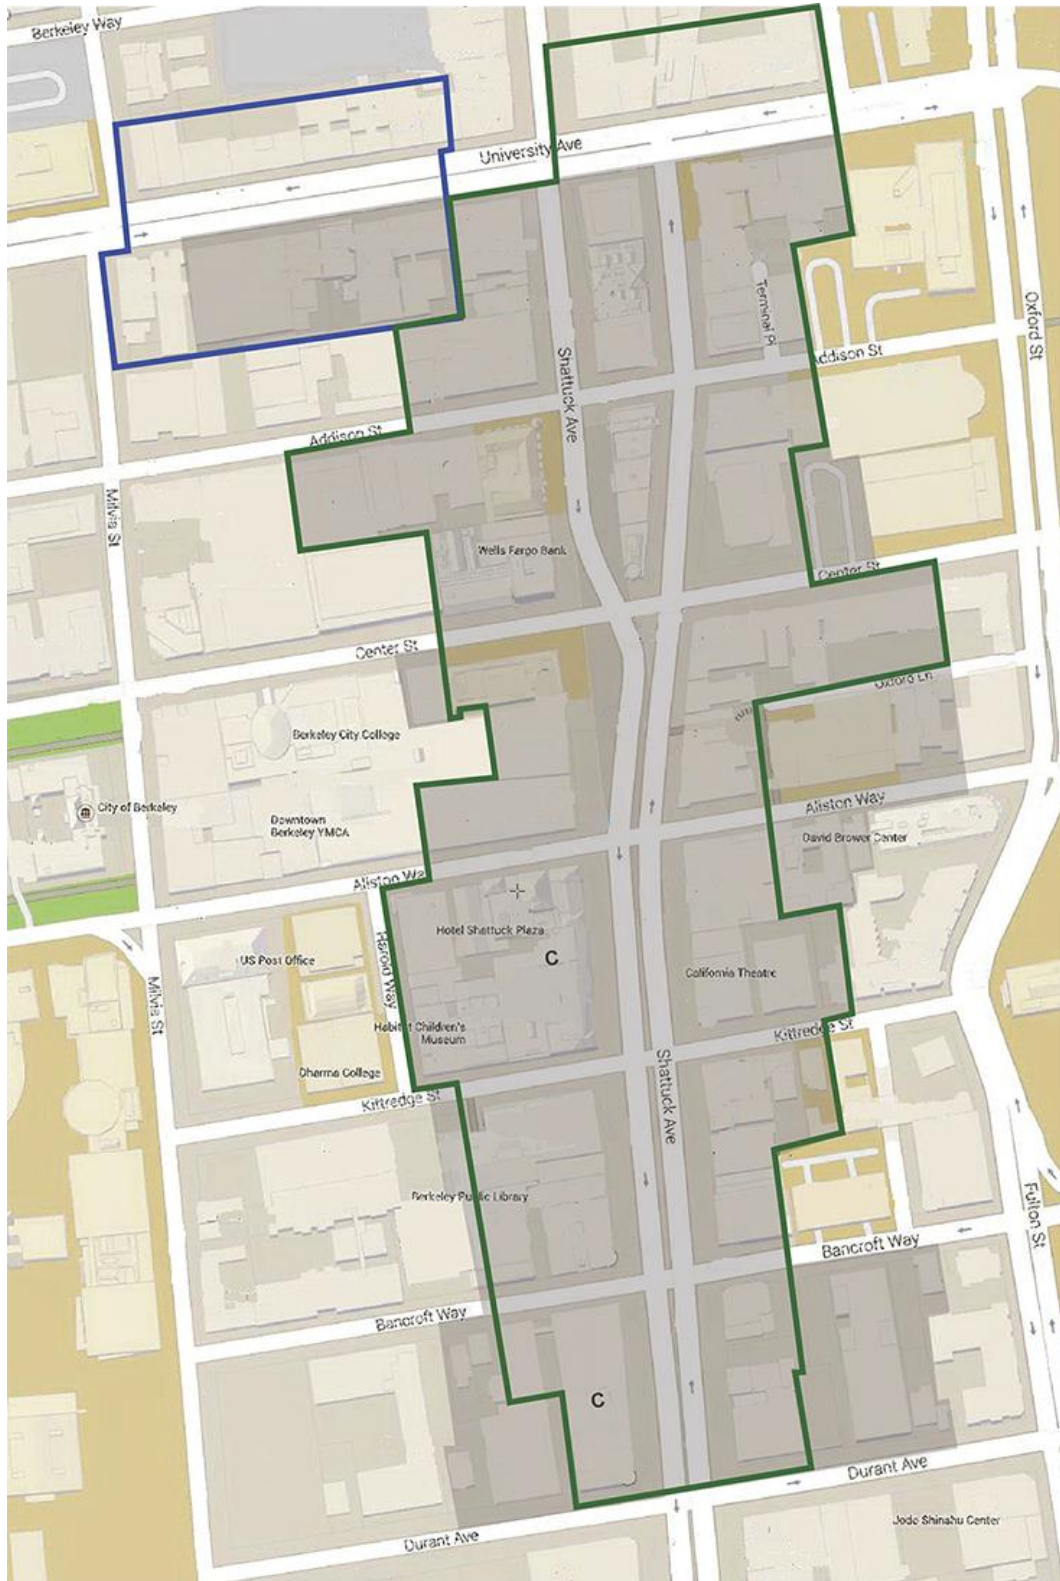 Berkeley Way
University Ave
Terminal Pl
Oxford St
Addison St
Shattuck Ave
Addison St
Milvia St
Wells Fargo Bank
Center St
Center St
Oxford Ln
Berkeley City College
City of Berkeley
Downtown
Berkeley YMCA
Allston Way
David Brower Center
Allston Wa
Hotel Shattuck Plaza
C
US Post Office
Harold Way
California Theatre
Milvia St
Habitat Children's
Museum
Kittredge St
Dharma College
Kittredge St
Shattuck Ave
Berkeley Public Library
Fulton St
Bancroft Way
Bancroft Way
C
Durant Ave
Jodo Shinshu Center
Durant Ave